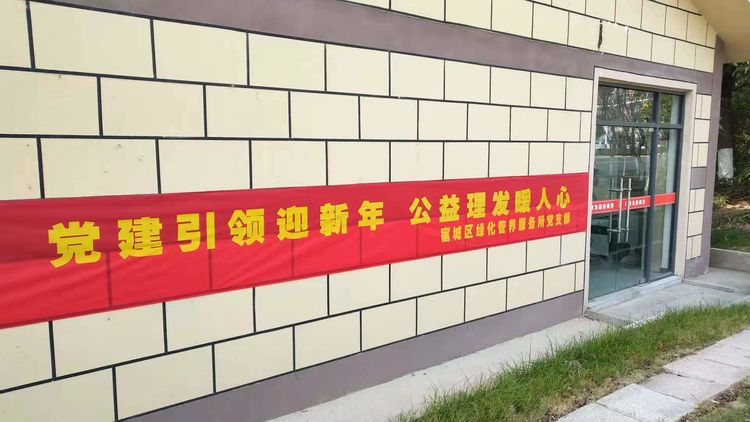 党建引领迎新年 公益理发暖人心
宿城区绿化管养服务所党支部